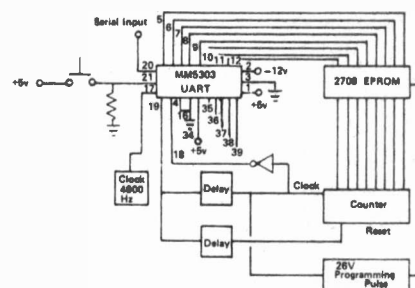 Serial Input
5
6
7
8
9
10
11
12
+5v
20
21
17
19
MM5303
UART
2
3
1
-12v
+5v
2708 EPROM
4
16
34
35
36
37
38
39
+5v
18
Clock
4800
Hz
Delay
Clock
Counter
Reset
Delay
26V
Programming
Pulse